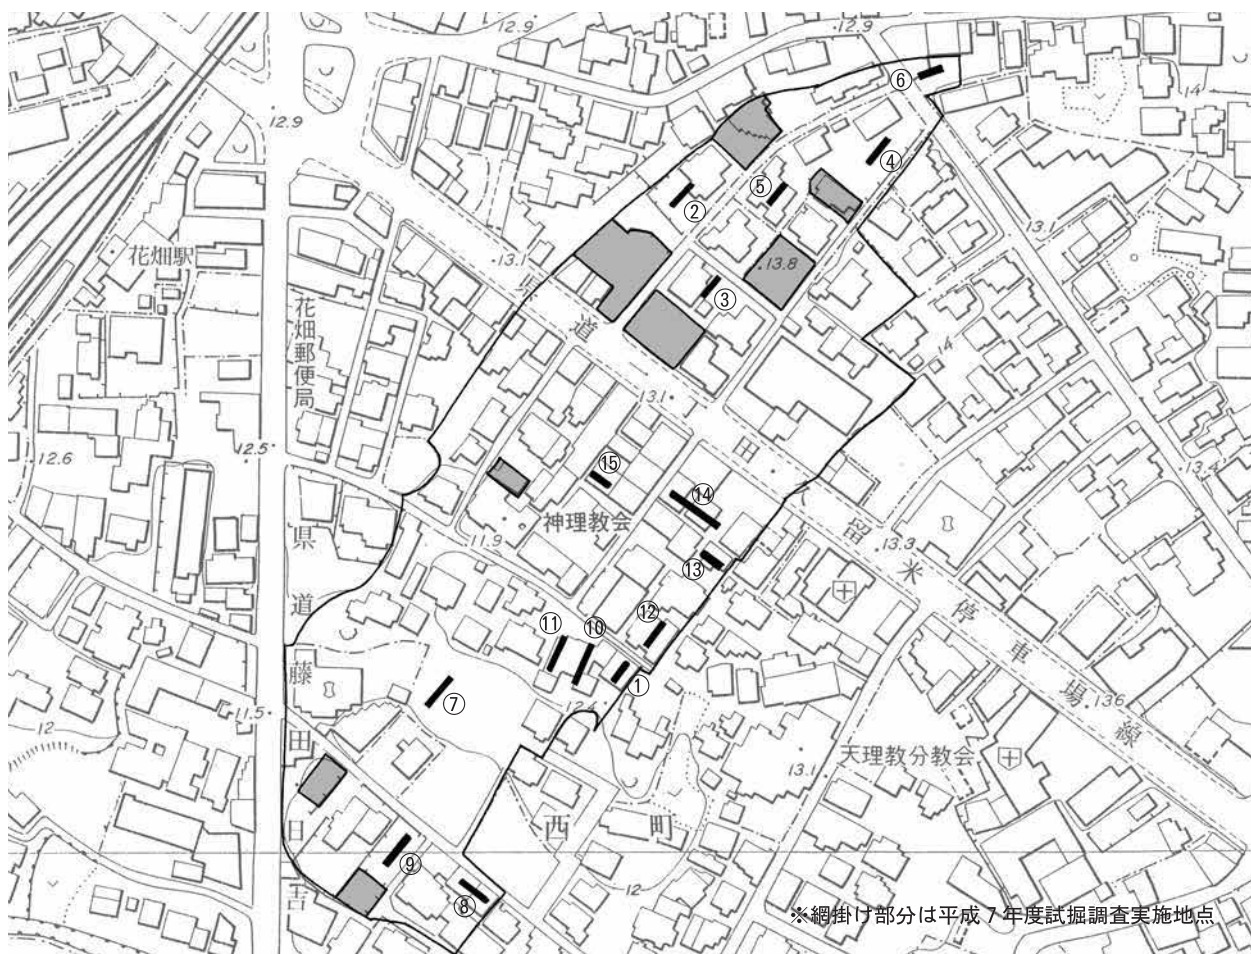 12.9
12.9
⑥
14
12.9
④
⑤
②
13.1
花畑駅
13.1
13.8
③
花畑郵便局
道
14
13.1
12.5
12.6
田
13.4
⑮
⑭
神理教会
留
13.3
米
県
11.9
⑬
停
道
⑫
車
⑪
⑩
藤
①
場
136
⑦
12.4
線
11.5
12
田
天理教分教会
13.1
西町
日
⑨
12
吉
⑧
※網掛け部分は平成7年度試掘調査実施地点